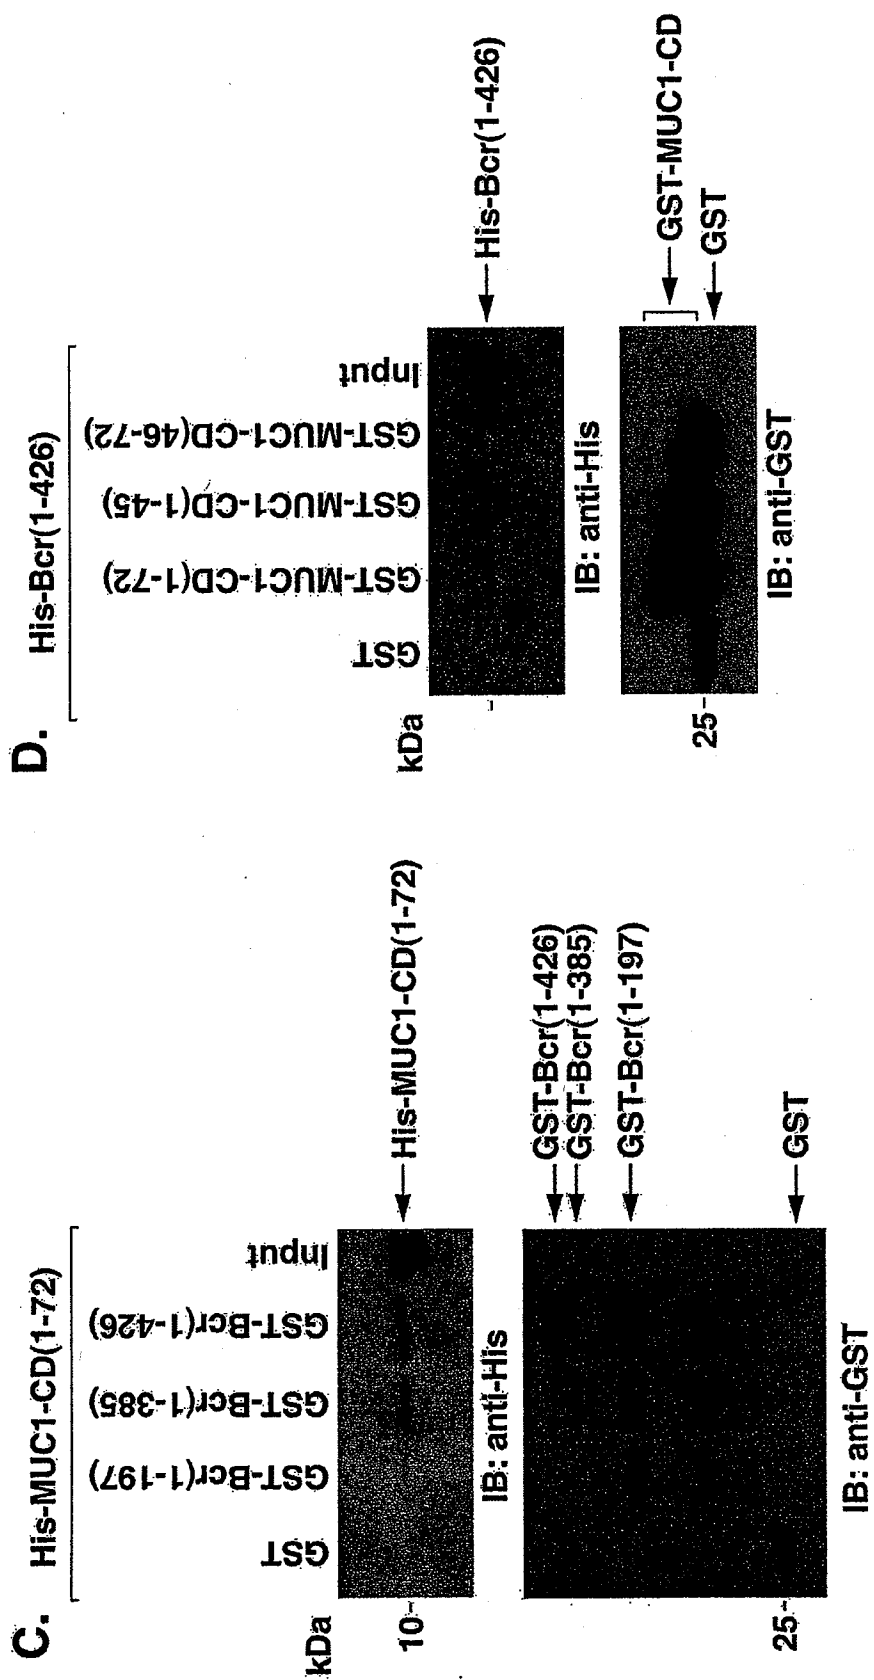 C.
His-MUC1-CD(1-72)
GST
GST-Bcr(1-197)
GST-Bcr(1-385)
GST-Bcr(1-426)
Input
kDa
10-
His-MUC1-CD(1-72)
IB: anti-His
GST-Bcr(1-426)
GST-Bcr(1-385)
GST-Bcr(1-197)
25-
GST
IB: anti-GST
D.
His-Bcr(1-426)
GST
GST-MUC1-CD(1-72)
GST-MUC1-CD(1-45)
GST-MUC1-CD(46-72)
Input
kDa
-
His-Bcr(1-426)
IB: anti-His
GST-MUC1-CD
25-
GST
IB: anti-GST